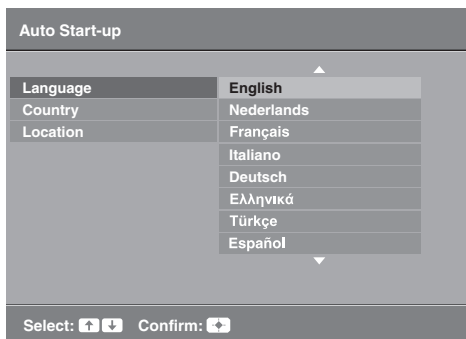 Auto Start-up
Language
English
Country
Nederlands
Location
Français
Italiano
Deutsch
Ελληνικά
Türkçe
Español
Select: Confirm: